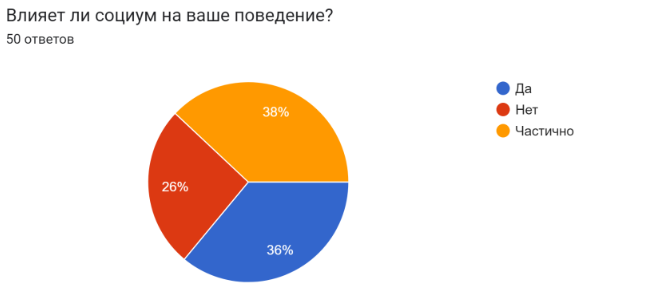 Влияет ли социум на ваше поведение?
50 ответов
38%
26%
36%
Да
Нет
Частично